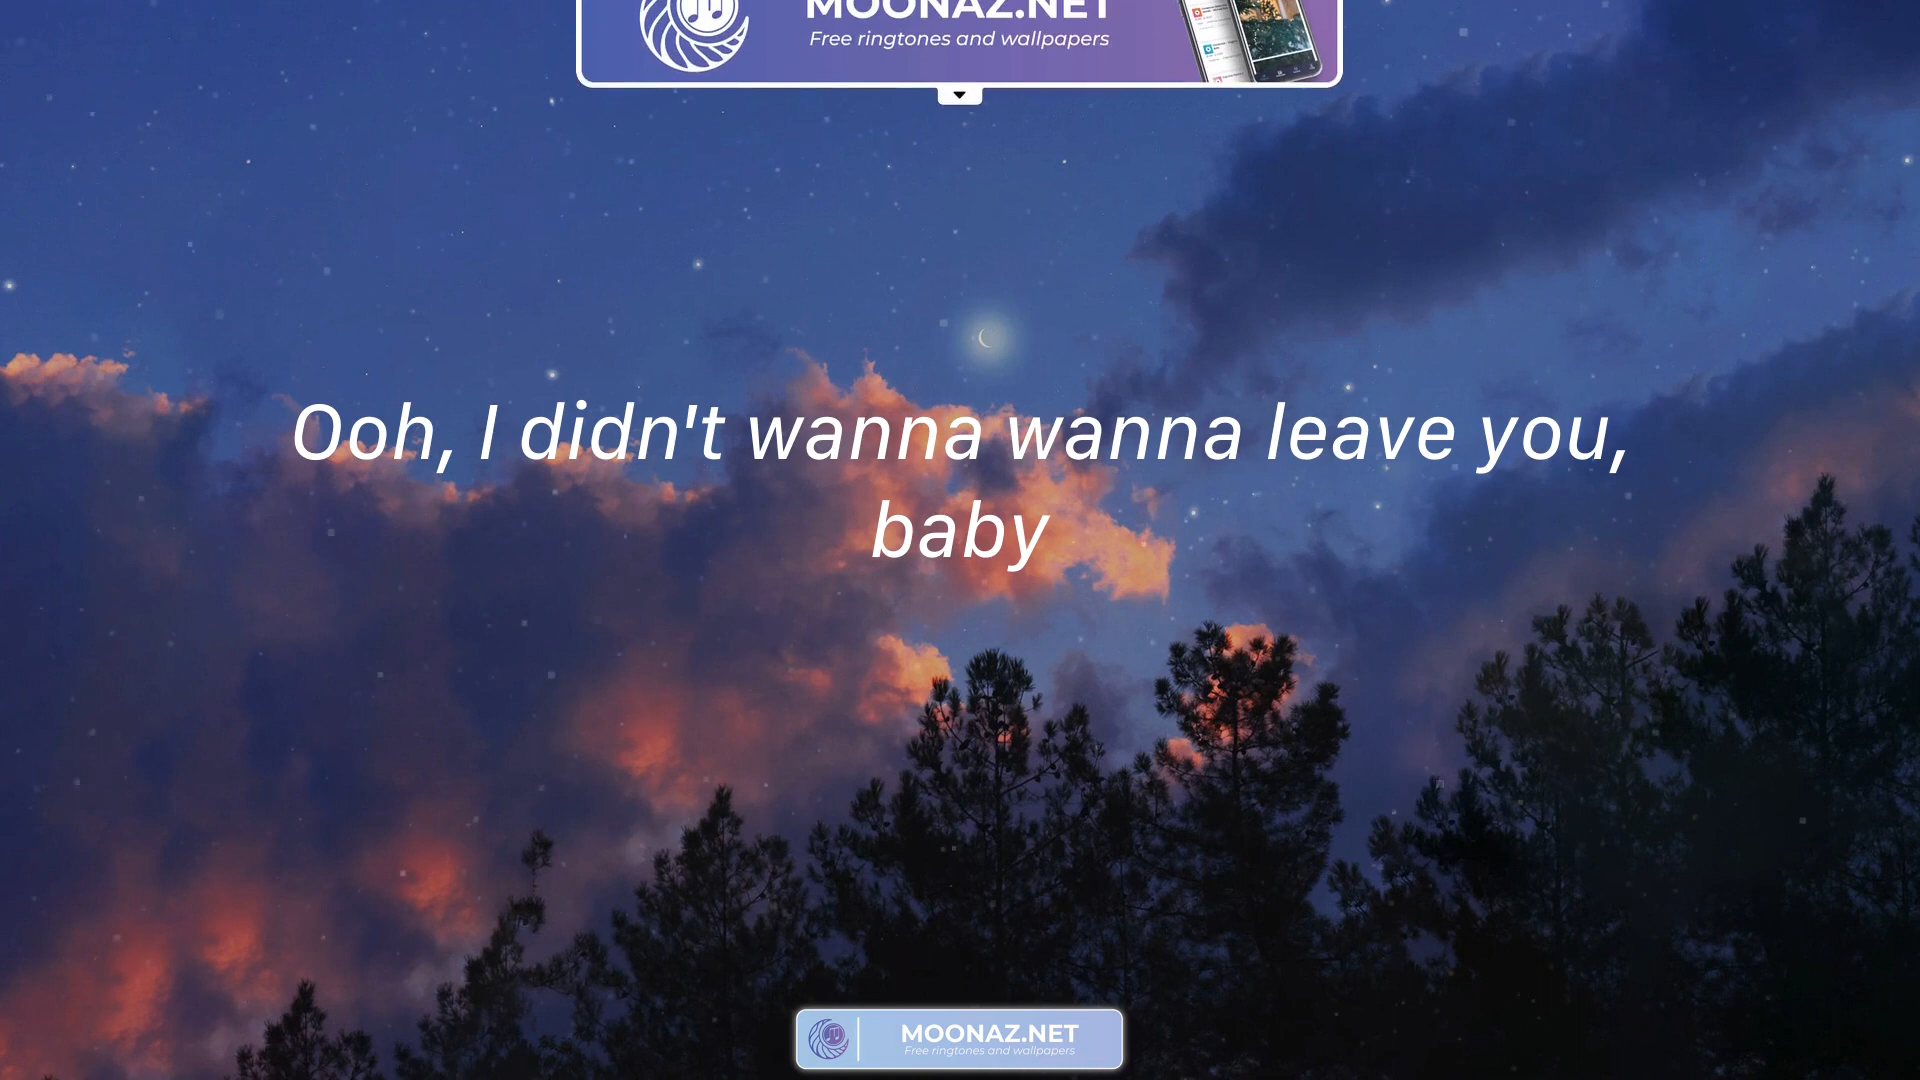 MOONAZ.NET
Free ringtones and wallpapers
Ooh, I didn't wanna wanna leave you,
baby
MOONAZ.NET
Free ringtones and wallpapers